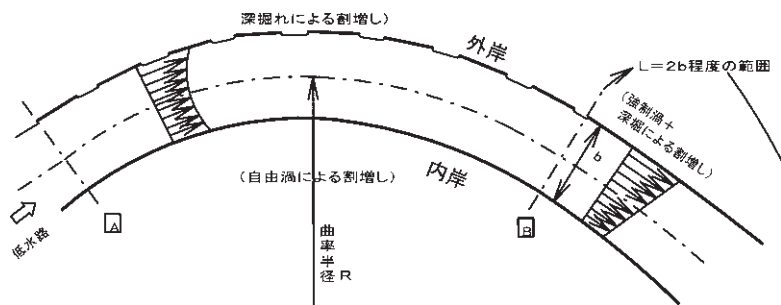 深掘れによる割増し)
外岸
L=2b程度の範囲
(強制渦+
深掘による割増し)
b
(自由渦による割増し)
内岸
低水路
A
B
曲率半径R